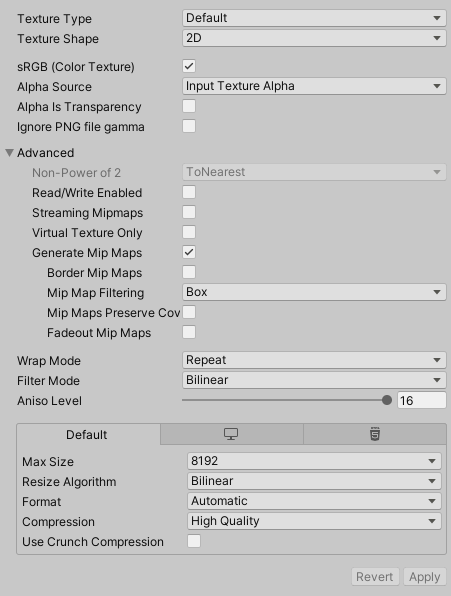 Texture Type Default
Texture Shape 2D
sRGB (Color Texture)
Alpha Source Input Texture Alpha
Alpha Is Transparency
Ignore PNG file gamma
Advanced
Non-Power of 2 ToNearest
Read/Write Enabled
Streaming Mipmaps
Virtual Texture Only
Generate Mip Maps
Border Mip Maps
Mip Map Filtering Box
Mip Maps Preserve Cov
Fadeout Mip Maps
Wrap Mode Repeat
Filter Mode Bilinear
Aniso Level 16
Default
Max Size 8192
Resize Algorithm Bilinear
Format Automatic
Compression High Quality
Use Crunch Compression
Revert Apply